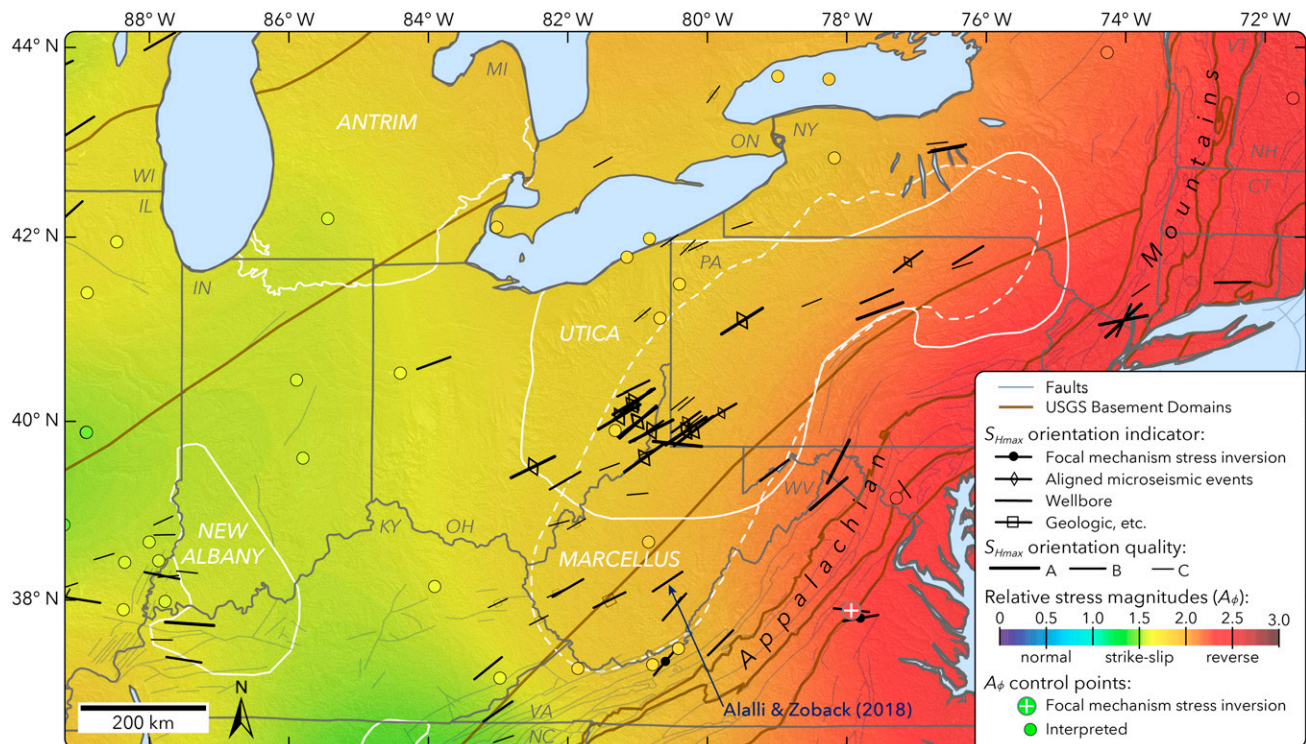 88° W 86° W 84° W 82° W 80° W 78° W 76° W 74° W 72° W
44° N
42° N
40° N
38° N
MI
VT
ANTRIM
ON
NY
WI
IL
NH
CT
Appalachian Mountains
IN
PA
UTICA
NEW
ALBANY
KY
OH
WV
MARCELLUS
VA
NC
N
200 km
Alalli & Zoback (2018)
Faults
USGS Basement Domains
SHmax orientation indicator:
Focal mechanism stress inversion
Aligned microseismic events
Wellbore
Geologic, etc.
SHmax orientation quality:
A B C
Relative stress magnitudes (Aϕ)
0 0.5 1.0 1.5 2.0 2.5 3.0
normal strike-slip reverse
Aϕ control points:
Focal mechanism stress inversion
Interpreted